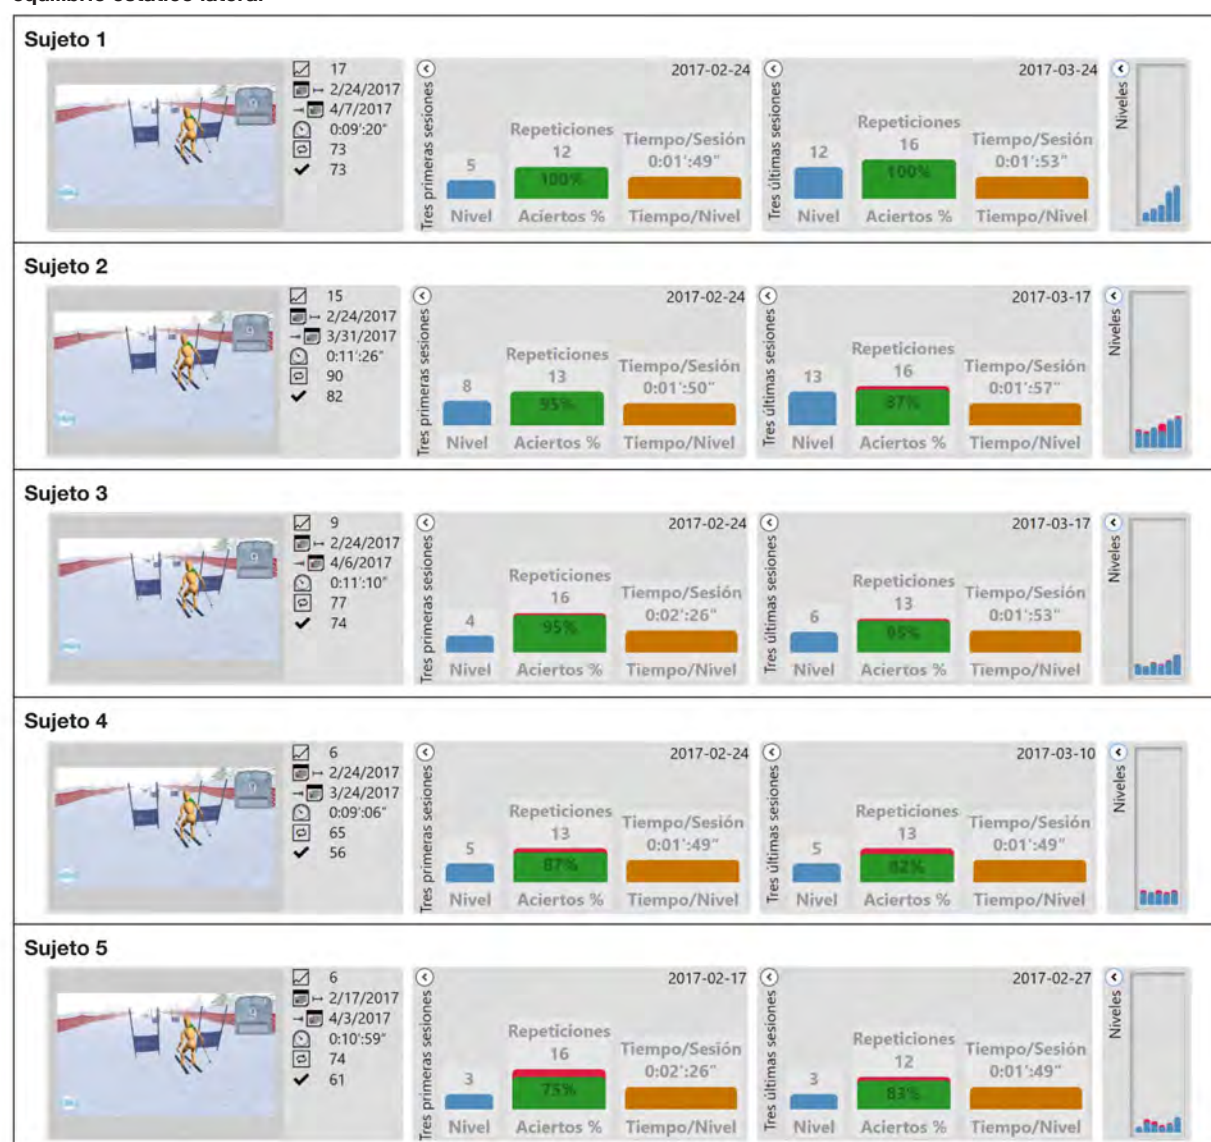 equilibrio estático lateral
Sujeto 1
17
2/24/2017
4/7/2017
0:09':20"
73
73
9
Tres primeras sesiones
2017-02-24
5
Nivel
Repeticiones
12
100%
Aciertos %
Tiempo/Sesión
0:01':49"
Tiempo/Nivel
Tres últimas sesiones
2017-03-24
12
Nivel
Repeticiones
16
100%
Aciertos %
Tiempo/Sesión
0:01':53"
Tiempo/Nivel
Niveles
Sujeto 2
15
2/24/2017
3/31/2017
0:11':26"
90
82
9
Tres primeras sesiones
2017-02-24
8
Nivel
Repeticiones
13
95%
Aciertos %
Tiempo/Sesión
0:01':50"
Tiempo/Nivel
Tres últimas sesiones
2017-03-17
13
Nivel
Repeticiones
16
87%
Aciertos %
Tiempo/Sesión
0:01':57"
Tiempo/Nivel
Niveles
Sujeto 3
9
2/24/2017
4/6/2017
0:11':10"
77
74
9
Tres primeras sesiones
2017-02-24
4
Nivel
Repeticiones
16
95%
Aciertos %
Tiempo/Sesión
0:02':26"
Tiempo/Nivel
Tres últimas sesiones
2017-03-17
6
Nivel
Repeticiones
13
95%
Aciertos %
Tiempo/Sesión
0:01':53"
Tiempo/Nivel
Niveles
Sujeto 4
6
2/24/2017
3/24/2017
0:09':06"
65
56
9
Tres primeras sesiones
2017-02-24
5
Nivel
Repeticiones
13
87%
Aciertos %
Tiempo/Sesión
0:01':49"
Tiempo/Nivel
Tres últimas sesiones
2017-03-10
5
Nivel
Repeticiones
13
82%
Aciertos %
Tiempo/Sesión
0:01':49"
Tiempo/Nivel
Niveles
Sujeto 5
6
2/17/2017
4/3/2017
0:10':59"
74
61
9
Tres primeras sesiones
2017-02-17
3
Nivel
Repeticiones
16
75%
Aciertos %
Tiempo/Sesión
0:02':26"
Tiempo/Nivel
Tres últimas sesiones
2017-02-27
3
Nivel
Repeticiones
12
83%
Aciertos %
Tiempo/Sesión
0:01':49"
Tiempo/Nivel
Niveles